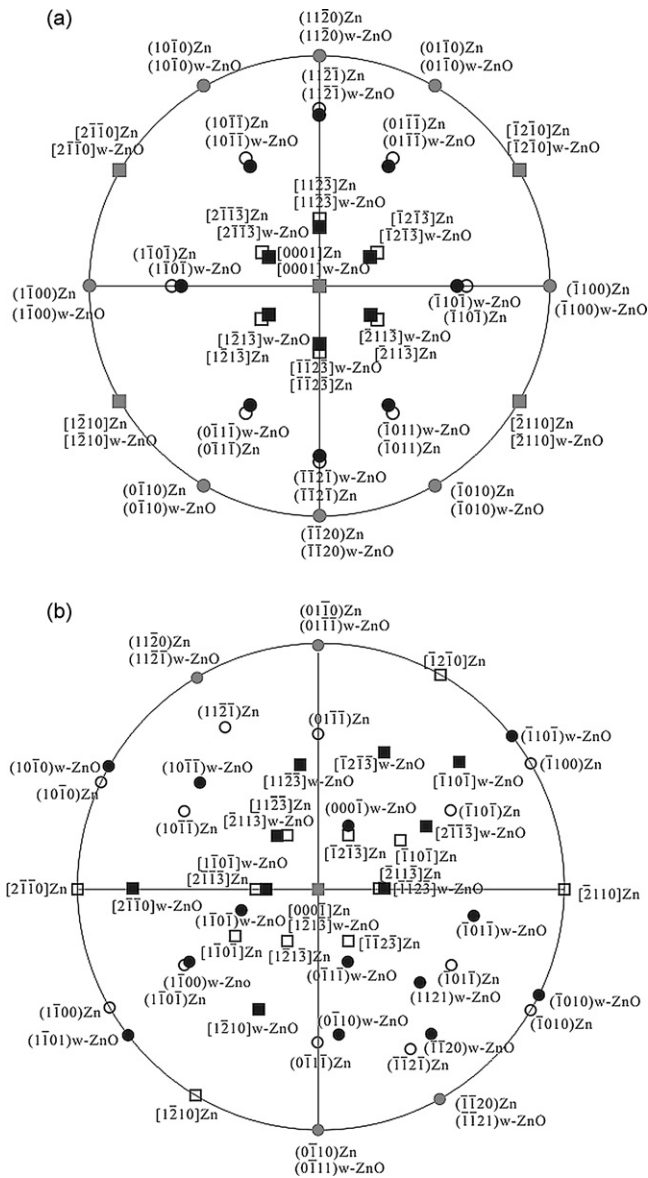 (a)
(112̄0)Zn
(112̄0)w-ZnO
(101̄0)Zn
(101̄0)w-ZnO
(011̄0)Zn
(011̄0)w-ZnO
(112̄1̄)Zn
(112̄1̄)w-ZnO
(101̄1̄)Zn
(101̄1̄)w-ZnO
(011̄1̄)Zn
(011̄1̄)w-ZnO
[21̄1̄0]Zn
[21̄1̄0]w-ZnO
[1̄21̄0]Zn
[1̄21̄0]w-ZnO
[112̄3̄]Zn
[112̄3̄]w-ZnO
[21̄1̄3̄]Zn
[21̄1̄3̄]w-ZnO
[1̄21̄3̄]Zn
[1̄21̄3̄]w-ZnO
[0001]Zn
[0001]w-ZnO
(11̄01̄)Zn
(11̄01̄)w-ZnO
(11̄00)Zn
(11̄00)w-ZnO
(1̄101̄)w-ZnO
(1̄101̄)Zn
(1̄100)Zn
(1̄100)w-ZnO
[12̄13̄]w-ZnO
[12̄13̄]Zn
[2̄113̄]w-ZnO
[2̄113̄]Zn
[1̄1̄23̄]w-ZnO
[1̄1̄23̄]Zn
[12̄10]Zn
[12̄10]w-ZnO
[2̄110]Zn
[2̄110]w-ZnO
(01̄11̄)w-ZnO
(01̄11̄)Zn
(1̄011)w-ZnO
(1̄011)Zn
(1̄1̄21̄)w-ZnO
(1̄1̄21̄)Zn
(01̄10)Zn
(01̄10)w-ZnO
(1̄010)Zn
(1̄010)w-ZnO
(1̄1̄20)Zn
(1̄1̄20)w-ZnO
(b)
(011̄0)Zn
(011̄1̄)w-ZnO
(112̄0)Zn
(112̄1̄)w-ZnO
[1̄21̄0]Zn
(112̄1̄)Zn
(011̄1̄)Zn
(1̄101̄)w-ZnO
(1̄100)Zn
(101̄0)w-ZnO
(101̄0)Zn
(101̄1̄)w-ZnO
[112̄3̄]w-ZnO
[1̄21̄3̄]w-ZnO
[1̄101̄]w-ZnO
(101̄1̄)Zn
[112̄3̄]Zn
[2̄113̄]w-ZnO
(0001̄)w-ZnO
[1̄21̄3̄]Zn
(1̄101̄)Zn
[21̄1̄3̄]w-ZnO
[1̄101̄]Zn
[11̄01̄]w-ZnO
[21̄1̄3̄]Zn
[2̄113̄]Zn
[1̄1̄23̄]w-ZnO
[21̄1̄0]Zn
[21̄1̄0]w-ZnO
[2̄110]Zn
[0001̄]Zn
[12̄13̄]w-ZnO
(11̄01̄)w-ZnO
[11̄01̄]Zn
[12̄13̄]Zn
[1̄1̄23̄]Zn
(1̄011̄)w-ZnO
(11̄00)w-Zno
(11̄01̄)Zn
(01̄11̄)w-ZnO
(1̄011̄)Zn
(1121)w-ZnO
(11̄00)Zn
(11̄01)w-ZnO
[12̄10]w-ZnO
(01̄10)w-ZnO
(01̄11̄)Zn
(1̄1̄20)w-ZnO
(1̄1̄21̄)Zn
(1̄010)w-ZnO
(1̄010)Zn
[12̄10]Zn
(1̄1̄20)Zn
(1̄1̄21)w-ZnO
(01̄10)Zn
(01̄11)w-ZnO